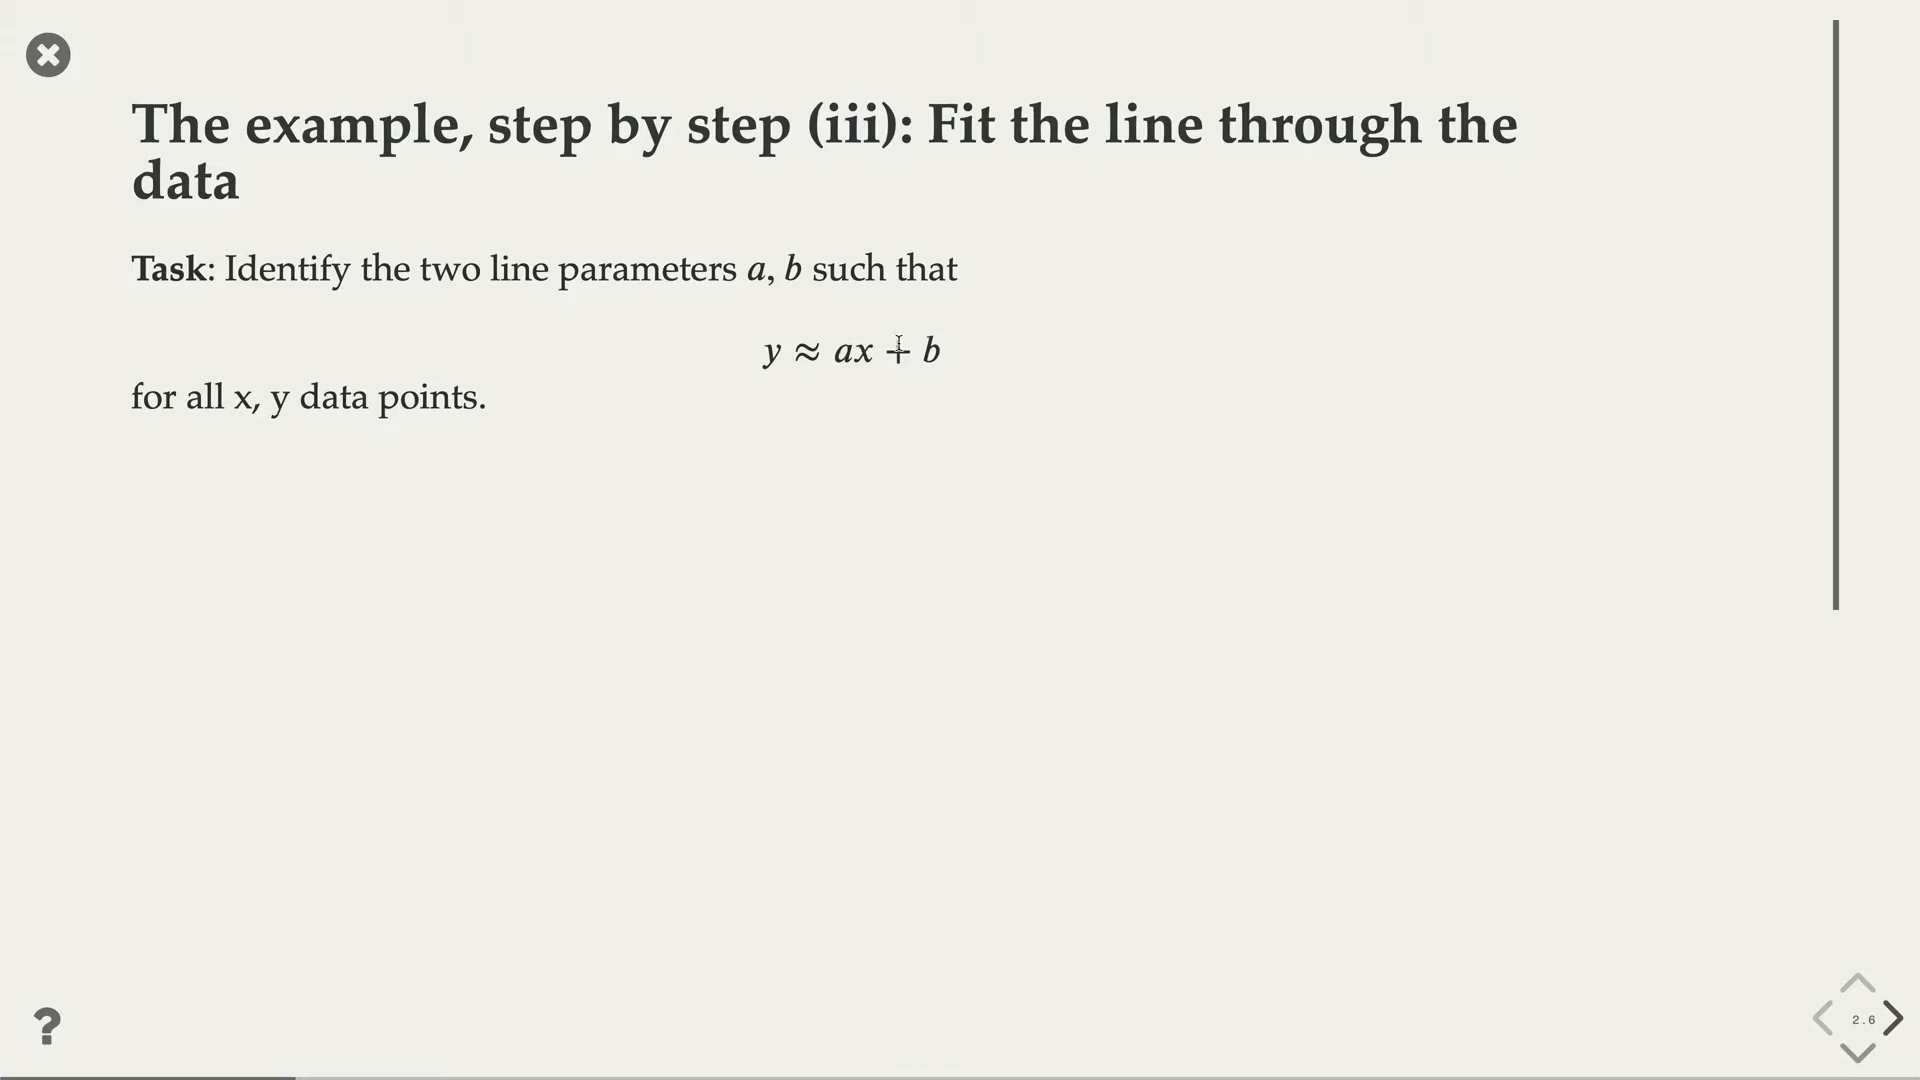 The example, step by step (iii): Fit the line through the
data
Task: Identify the two line parameters a, b such that
y ≈ ax + b
for all x, y data points.
?
2.6